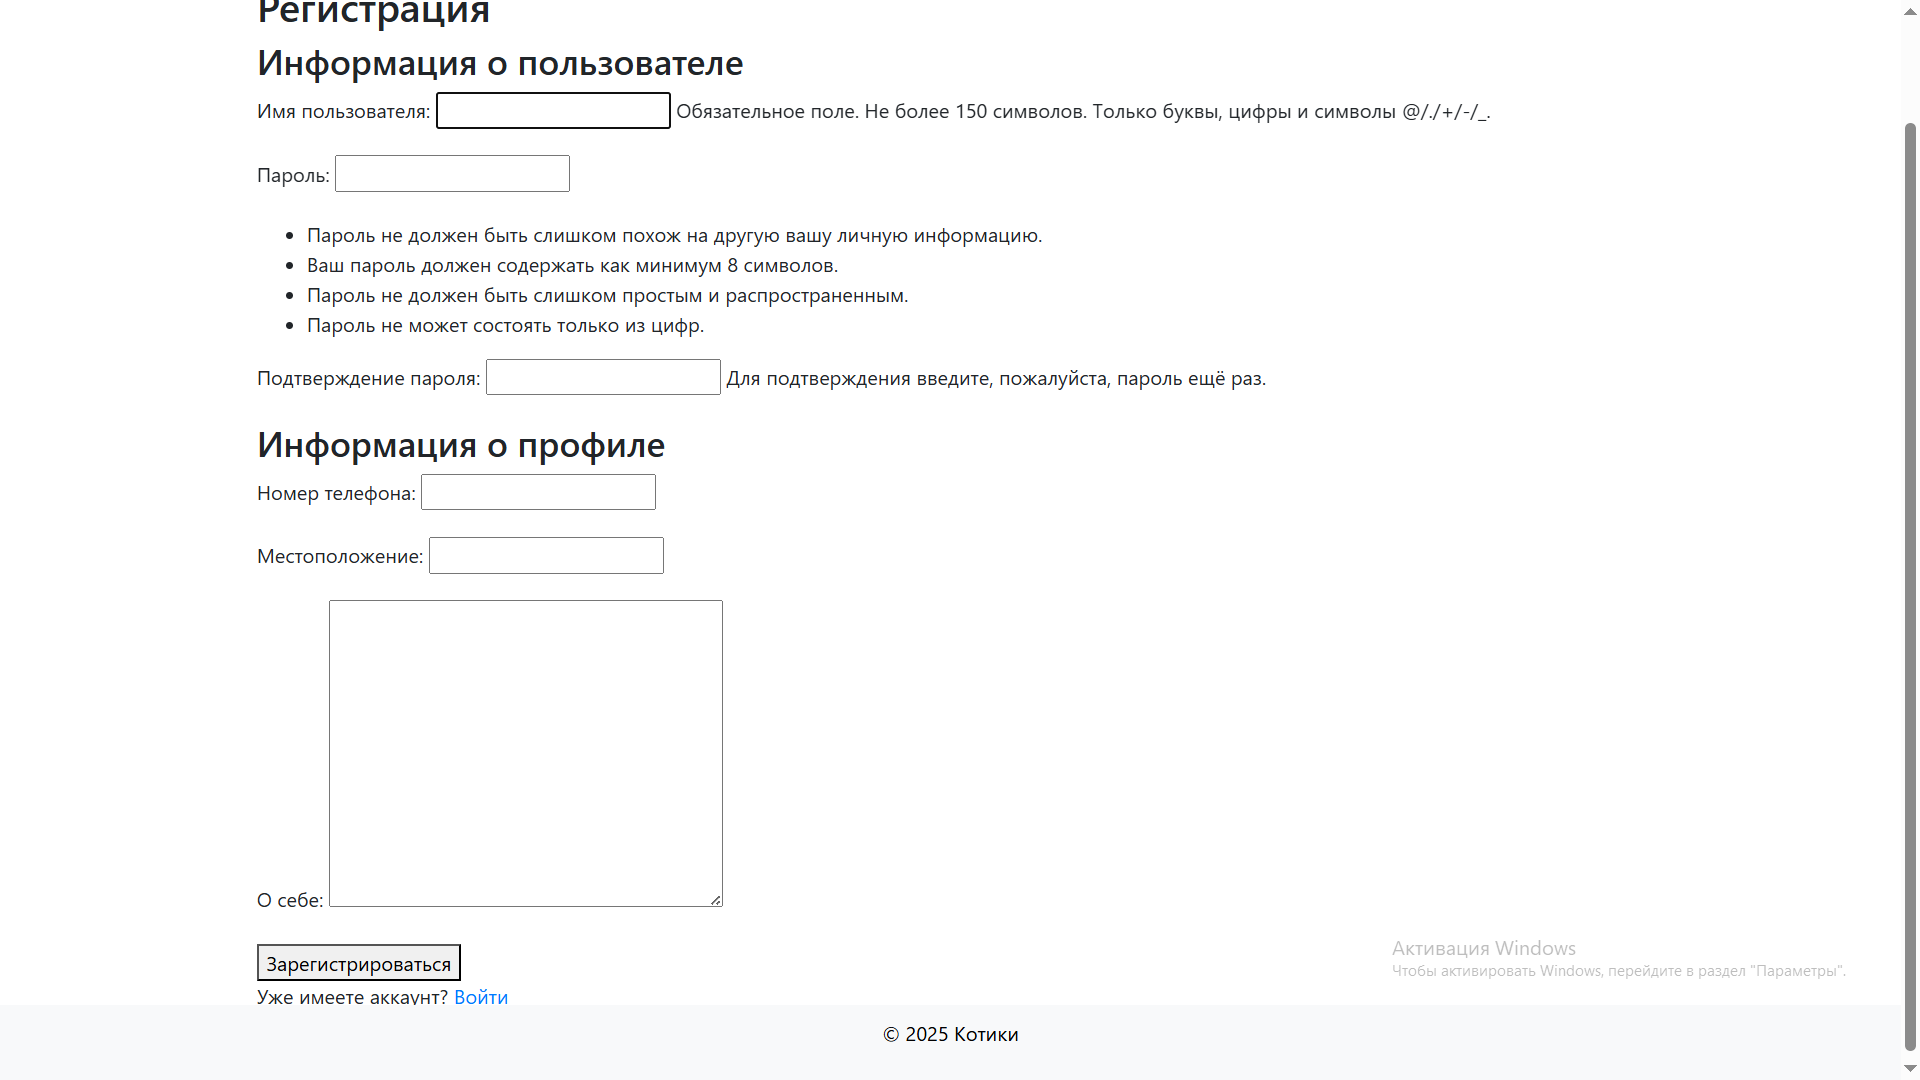 Регистрация
Информация о пользователе
Имя пользователя: Обязательное поле. Не более 150 символов. Только буквы, цифры и символы @/./+/-/_.
Пароль:
Пароль не должен быть слишком похож на другую вашу личную информацию.
Ваш пароль должен содержать как минимум 8 символов.
Пароль не должен быть слишком простым и распространенным.
Пароль не может состоять только из цифр.
Подтверждение пароля: Для подтверждения введите, пожалуйста, пароль ещё раз.
Информация о профиле
Номер телефона:
Местоположение:
О себе:
Зарегистрироваться
Уже имеете аккаунт? Войти
Активация Windows
Чтобы активировать Windows, перейдите в раздел "Параметры".
© 2025 Котики